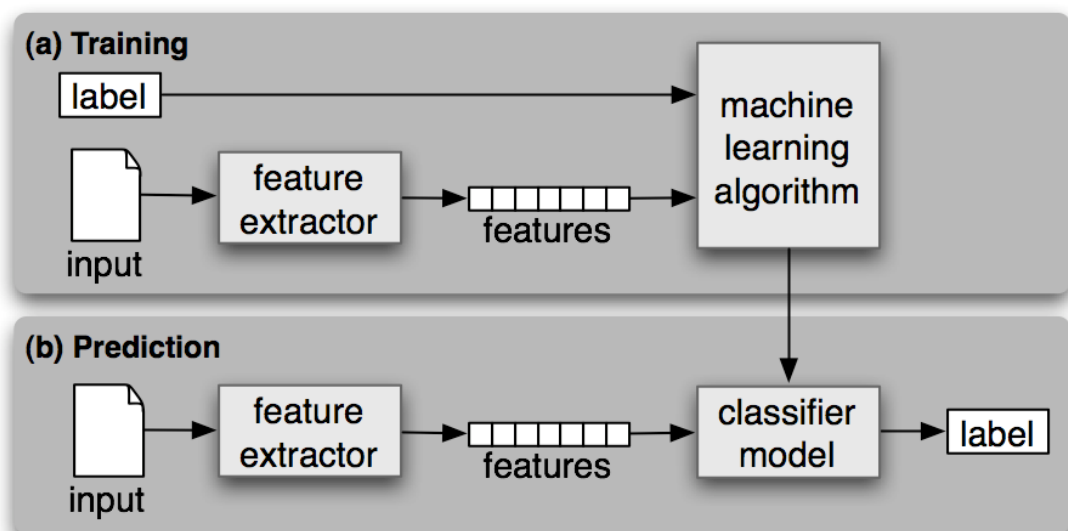 (a) Training
label
machine
learning
algorithm
feature
extractor
features
input
(b) Prediction
feature
extractor
features
classifier
model
label
input